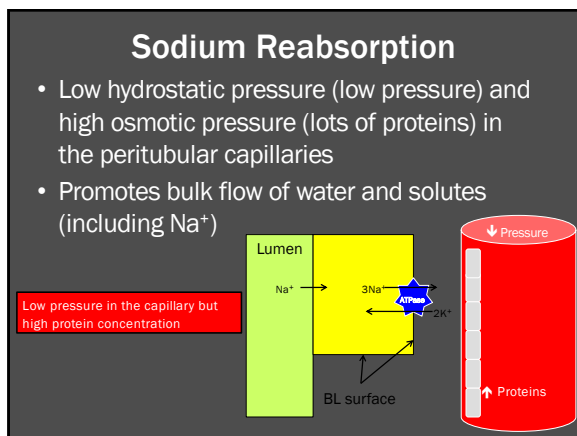 Sodium Reabsorption
• Low hydrostatic pressure (low pressure) and
high osmotic pressure (lots of proteins) in
the peritubular capillaries
• Promotes bulk flow of water and solutes
(including Na⁺)
Lumen
Pressure
Na⁺
3Na⁺
ATPase
2K⁺
Low pressure in the capillary but
high protein concentration
Proteins
BL surface